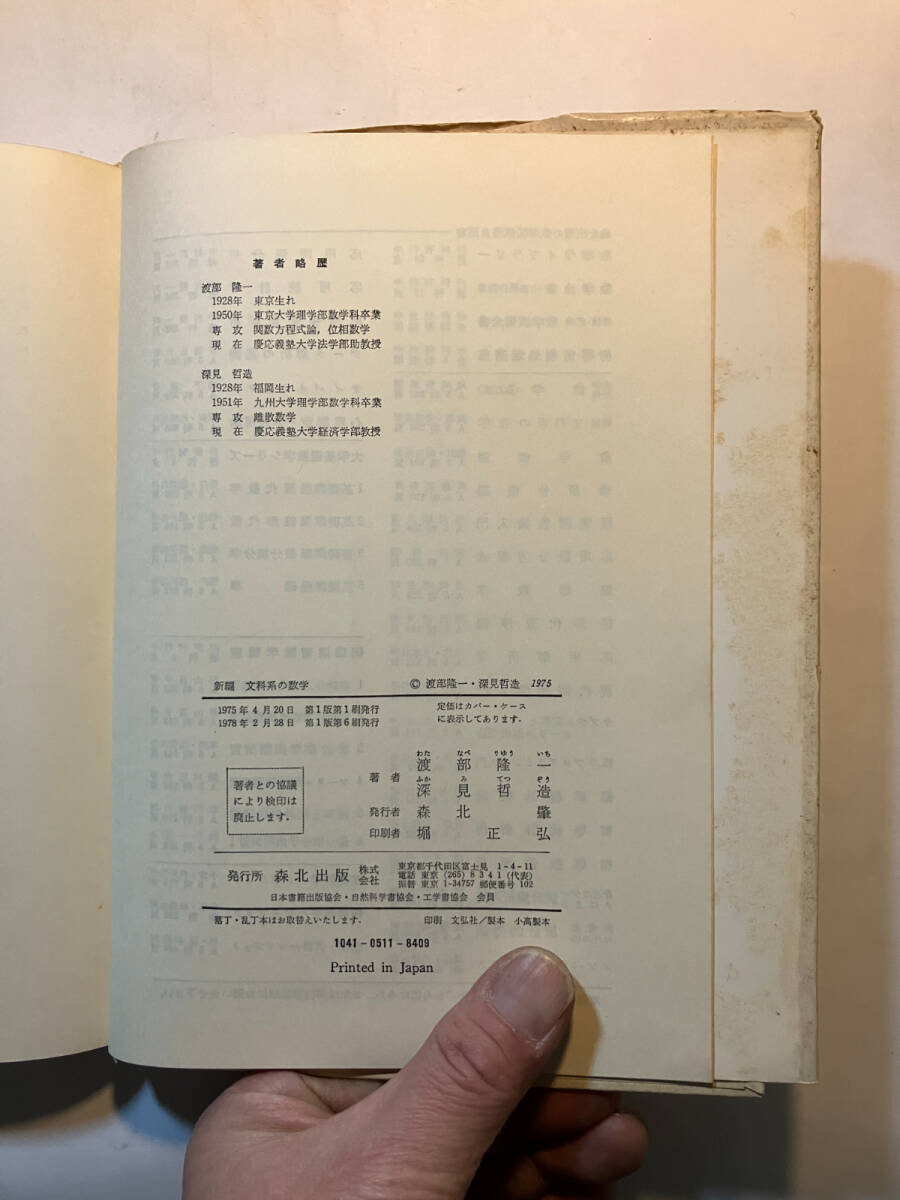 著者略歴
渡部 隆一
1928年 東京生れ
1950年 東京大学理学部数学科卒業
専攻 関数方程式論,位相数学
現在 慶応義塾大学法学部助教授
深見 哲造
1928年 福岡生れ
1951年 九州大学理学部数学科卒業
専攻 離散数学
現在 慶応義塾大学経済学部教授
新編 文科系の数学 © 渡部隆一・深見哲造 1975
1975年4月20日 第1版第1刷発行
1978年2月28日 第1版第6刷発行
定価はカバー・ケース
に表示してあります.
著者との協議
により検印は
廃止します.
わた なべ りゆう いち
著者 渡部隆一
ふか み てつ ぞう
深見哲造
発行者 森北 肇
印刷者 堀 正弘
発行所 森北出版 株式会社
東京都千代田区富士見 1-4-11
電話 東京 (265) 8341 (代表)
振替 東京 1-34757 郵便番号 102
日本書籍出版協会・自然科学書協会・工学書協会 会員
落丁・乱丁本はお取替えいたします. 印刷 文弘社/製本 小高製本
1041-0511-8409
Printed in Japan